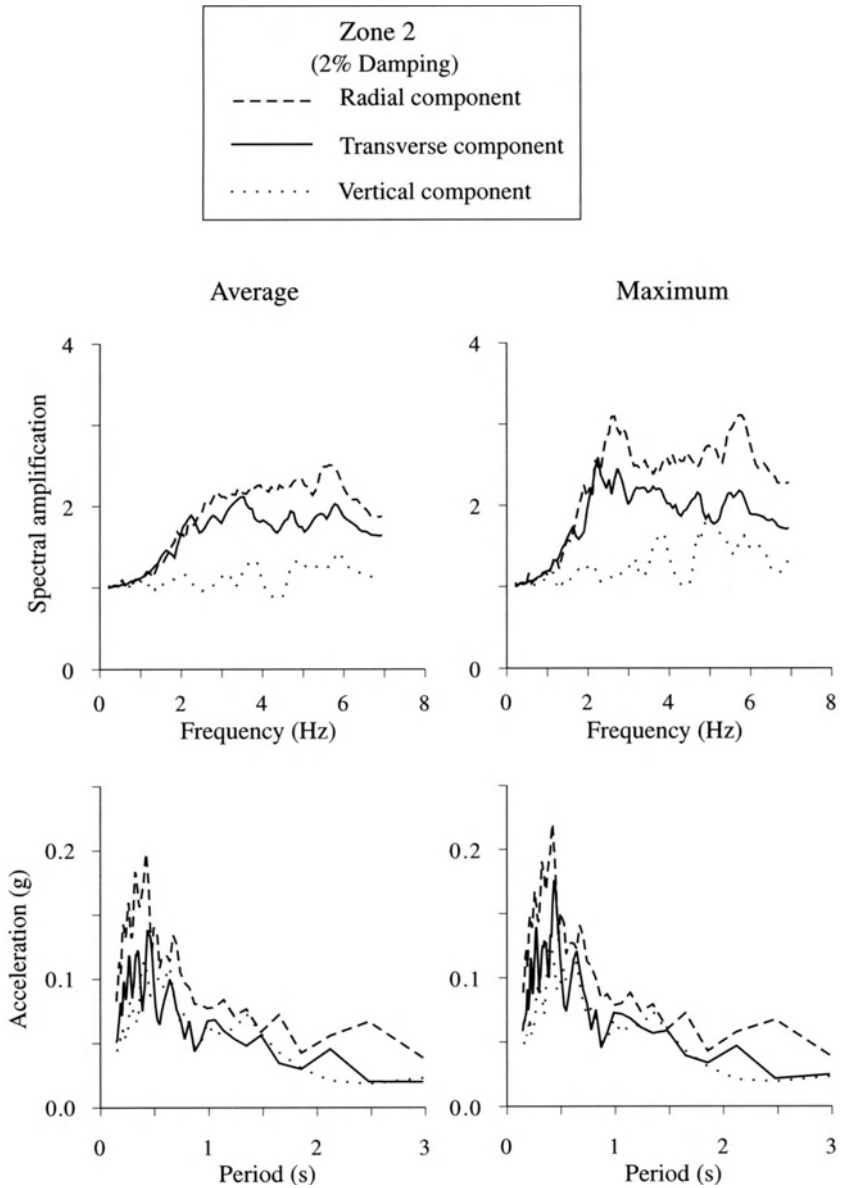 Zone 2
(2% Damping)
Radial component
Transverse component
Vertical component
Average
Maximum
Spectral amplification
4
2
0
0 2 4 6 8
Frequency (Hz)
4
2
0
0 2 4 6 8
Frequency (Hz)
Acceleration (g)
0.2
0.1
0.0
0 1 2 3
Period (s)
0.2
0.1
0.0
0 1 2 3
Period (s)